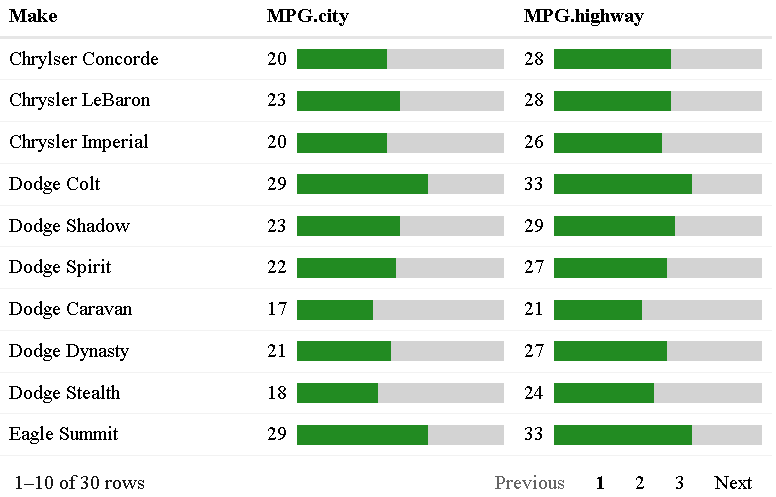 Make MPG.city MPG.highway
Chrylser Concorde 20 28
Chrysler LeBaron 23 28
Chrysler Imperial 20 26
Dodge Colt 29 33
Dodge Shadow 23 29
Dodge Spirit 22 27
Dodge Caravan 17 21
Dodge Dynasty 21 27
Dodge Stealth 18 24
Eagle Summit 29 33
1–10 of 30 rows Previous 1 2 3 Next